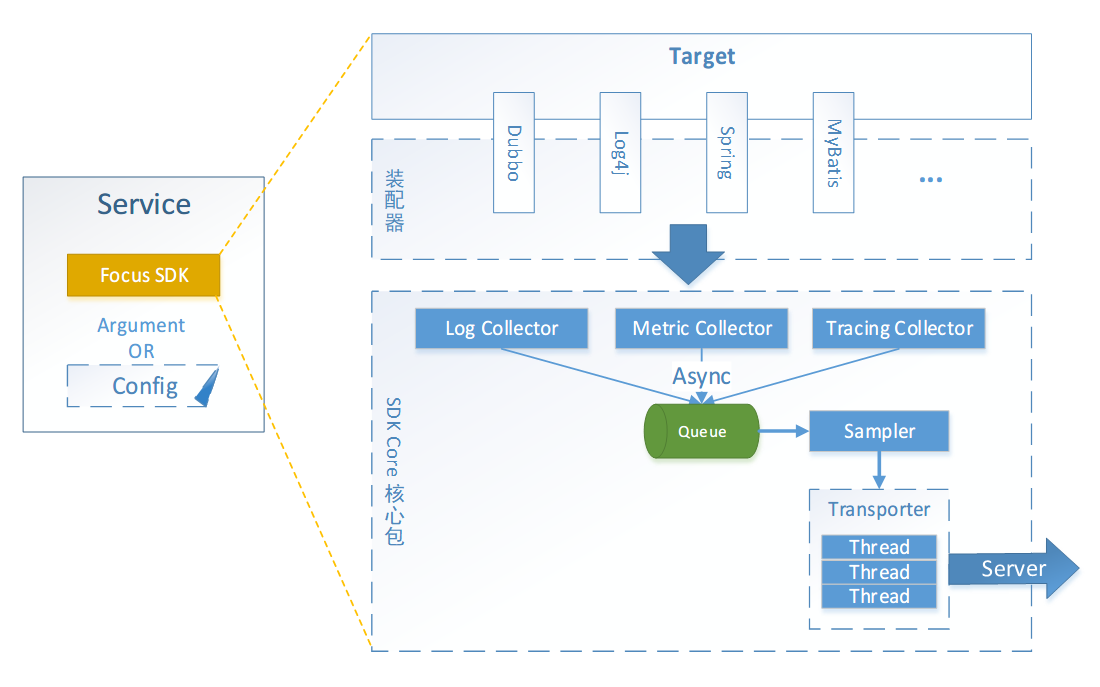 Service
Focus SDK
Argument
OR
Config
Target
Dubbo
Log4j
Spring
MyBatis
...
装配器
Log Collector
Metric Collector
Tracing Collector
Async
Queue
Sampler
SDK Core 核心包
Transporter
Thread
Thread
Thread
Server